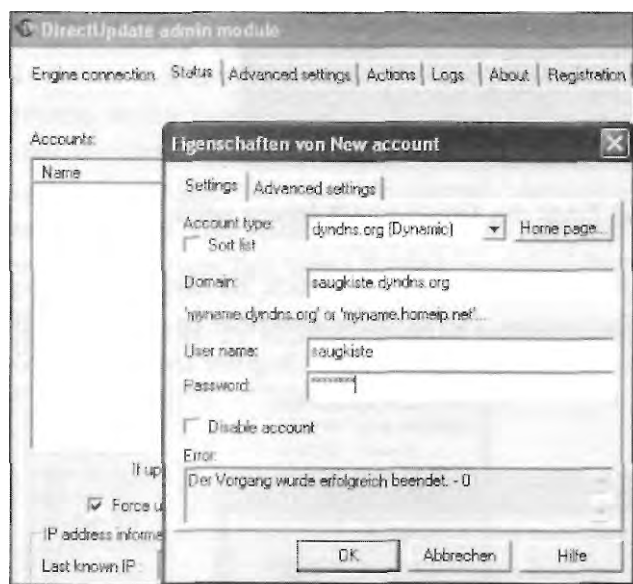 DirectUpdate admin module
Engine connection Status Advanced settings Actions Logs About Registration
Accounts:
Name
Eigenschaften von New account
Settings Advanced settings
Account type: dyndns.org (Dynamic) Home page...
Sort list
Domain: saugkiste.dyndns.org
'myname.dyndns.org' or 'myname.homeip.net'...
User name: saugkiste
Password: ********
Disable account
Error:
Der Vorgang wurde erfolgreich beendet. - 0
If up
Force u
IP address informa
Last known IP:
OK Abbrechen Hilfe